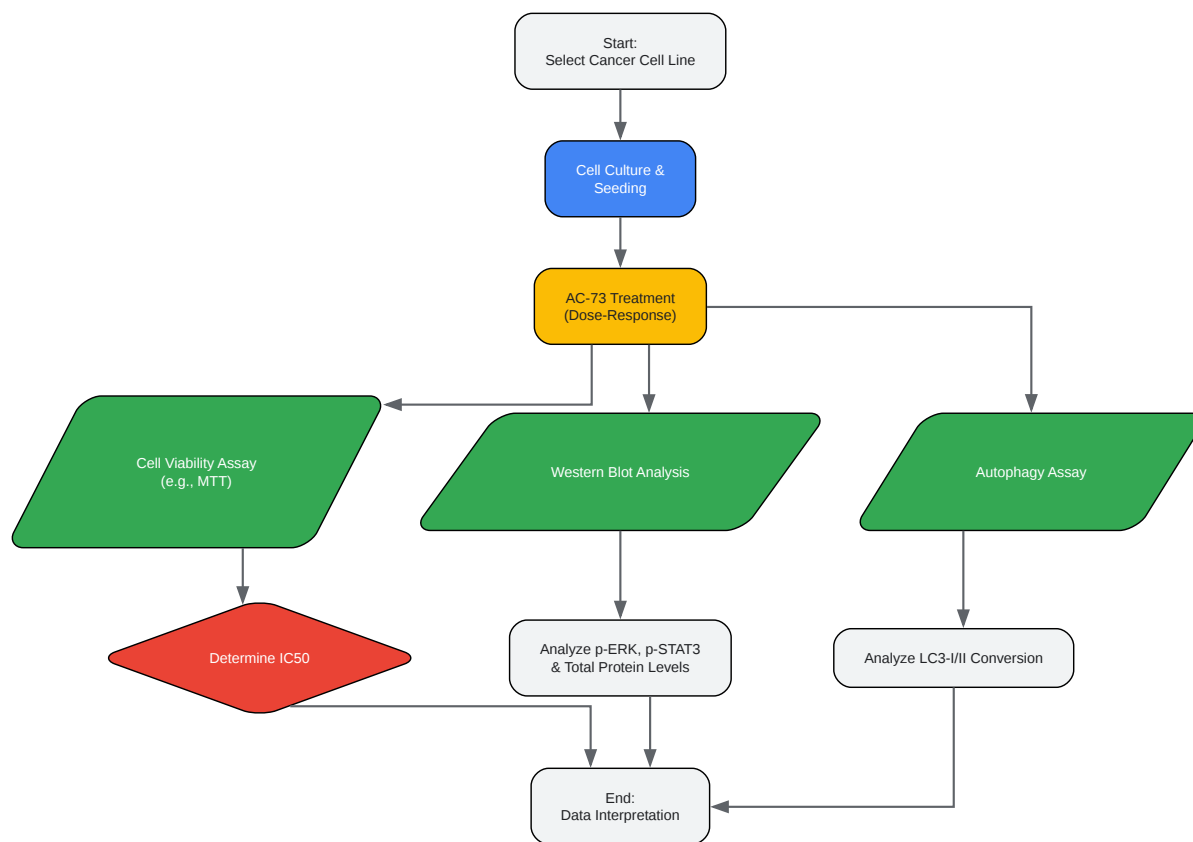 Start:
Select Cancer Cell Line
Cell Culture &
Seeding
AC-73 Treatment
(Dose-Response)
Cell Viability Assay
(e.g., MTT)
Western Blot Analysis
Autophagy Assay
Determine IC50
Analyze p-ERK, p-STAT3
& Total Protein Levels
Analyze LC3-I/II Conversion
End:
Data Interpretation